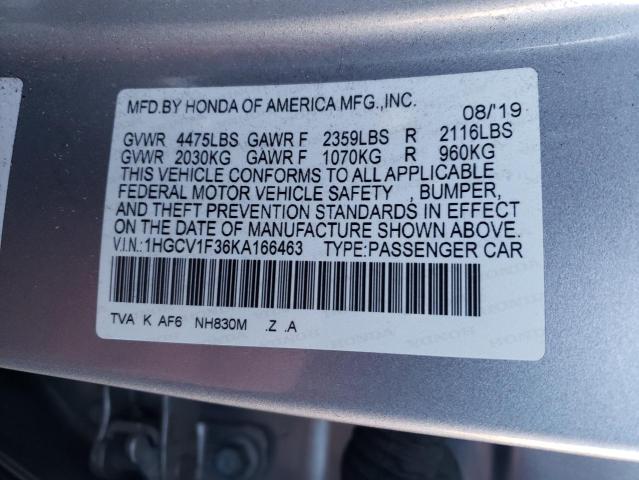 MFD.BY HONDA OF AMERICA MFG.,INC. 08/'19
GVWR 4475LBS GAWR F 2359LBS R 2116LBS
GVWR 2030KG GAWR F 1070KG R 960KG
THIS VEHICLE CONFORMS TO ALL APPLICABLE
FEDERAL MOTOR VEHICLE SAFETY , BUMPER,
AND THEFT PREVENTION STANDARDS IN EFFECT
ON THE DATE OF MANUFACTURE SHOWN ABOVE.
V.I.N.:1HGCV1F36KA166463 TYPE:PASSENGER CAR
TVA K AF6 NH830M .Z .A